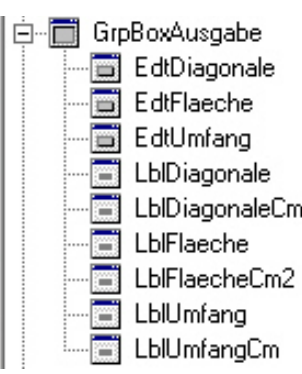 GrpBoxAusgabe
EdtDiagonale
EdtFlaeche
EdtUmfang
LblDiagonale
LblDiagonaleCm
LblFlaeche
LblFlaecheCm2
LblUmfang
LblUmfangCm